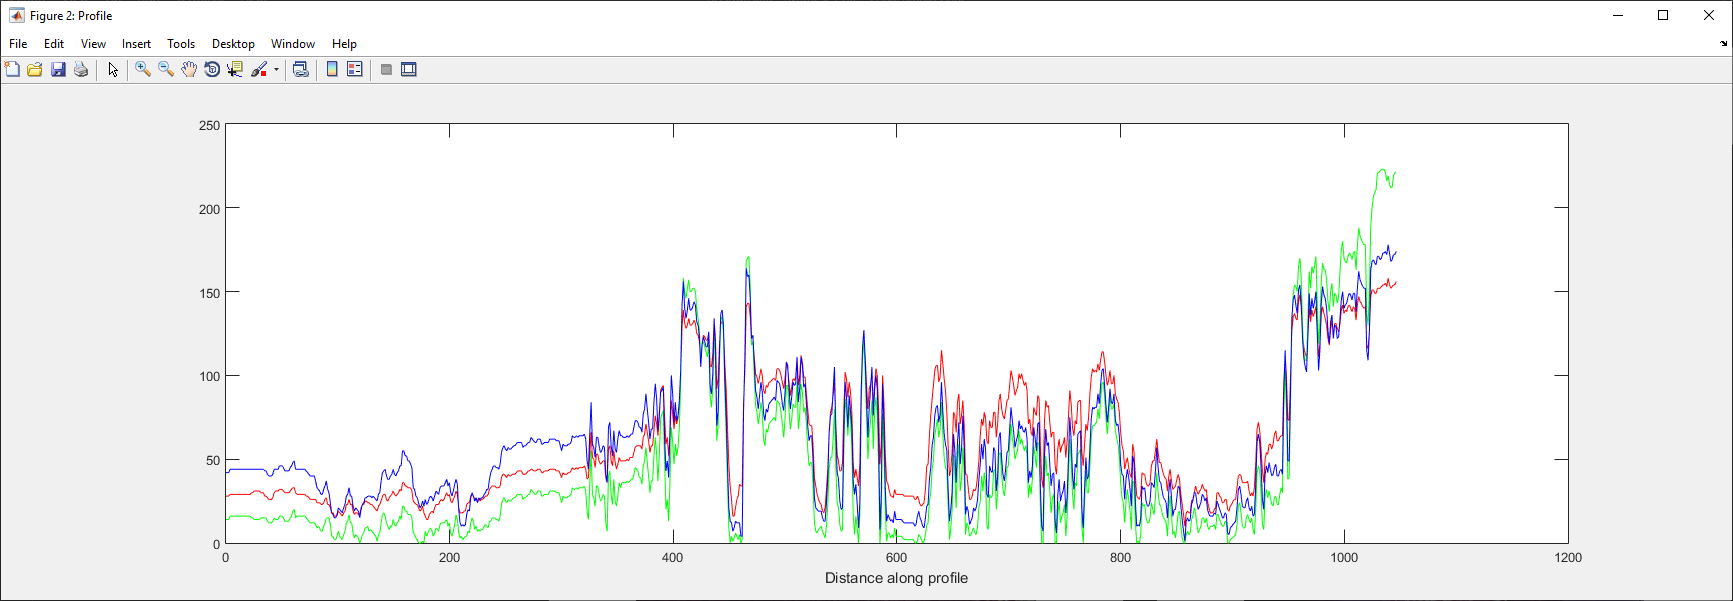 Figure 2: Profile
File Edit View Insert Tools Desktop Window Help
250
200
150
100
50
0
0 200 400 600 800 1000 1200
Distance along profile